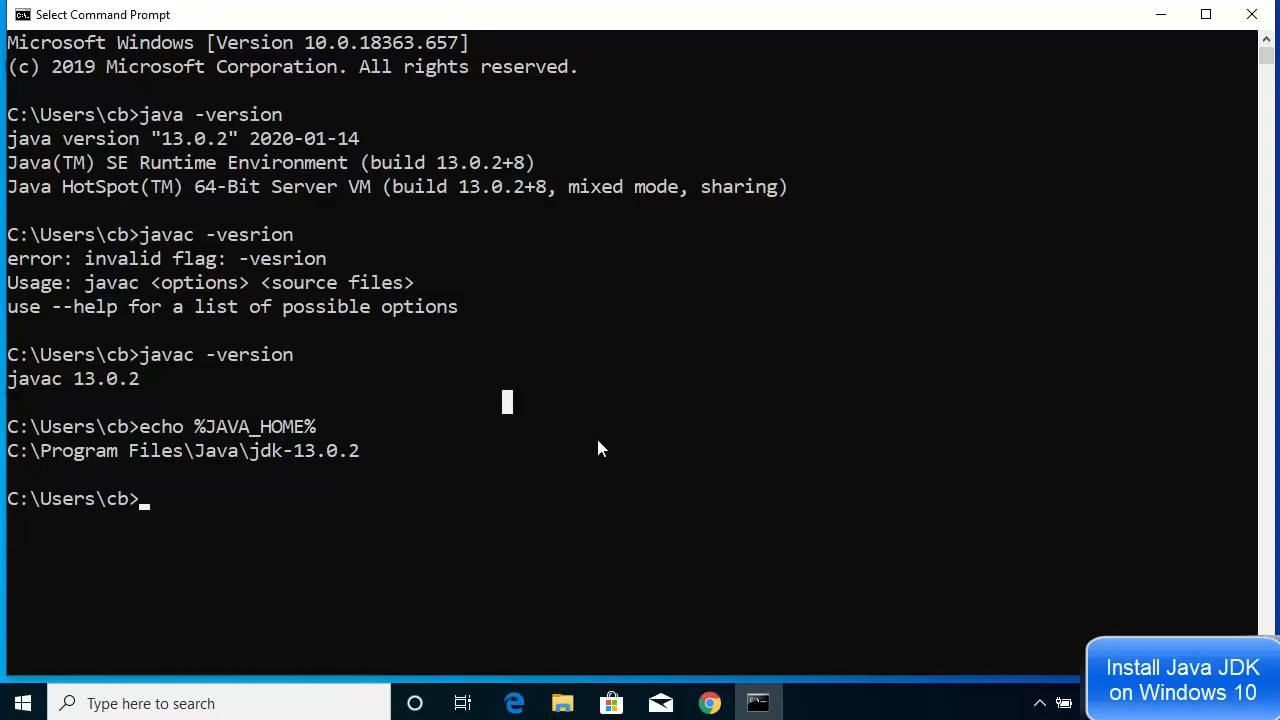 Select Command Prompt
Microsoft Windows [Version 10.0.18363.657]
(c) 2019 Microsoft Corporation. All rights reserved.
C:\Users\cb>java -version
java version "13.0.2" 2020-01-14
Java(TM) SE Runtime Environment (build 13.0.2+8)
Java HotSpot(TM) 64-Bit Server VM (build 13.0.2+8, mixed mode, sharing)
C:\Users\cb>javac -vesrion
error: invalid flag: -vesrion
Usage: javac <options> <source files>
use --help for a list of possible options
C:\Users\cb>javac -version
javac 13.0.2
C:\Users\cb>echo %JAVA_HOME%
C:\Program Files\Java\jdk-13.0.2
C:\Users\cb>
Install Java JDK
on Windows 10
Type here to search